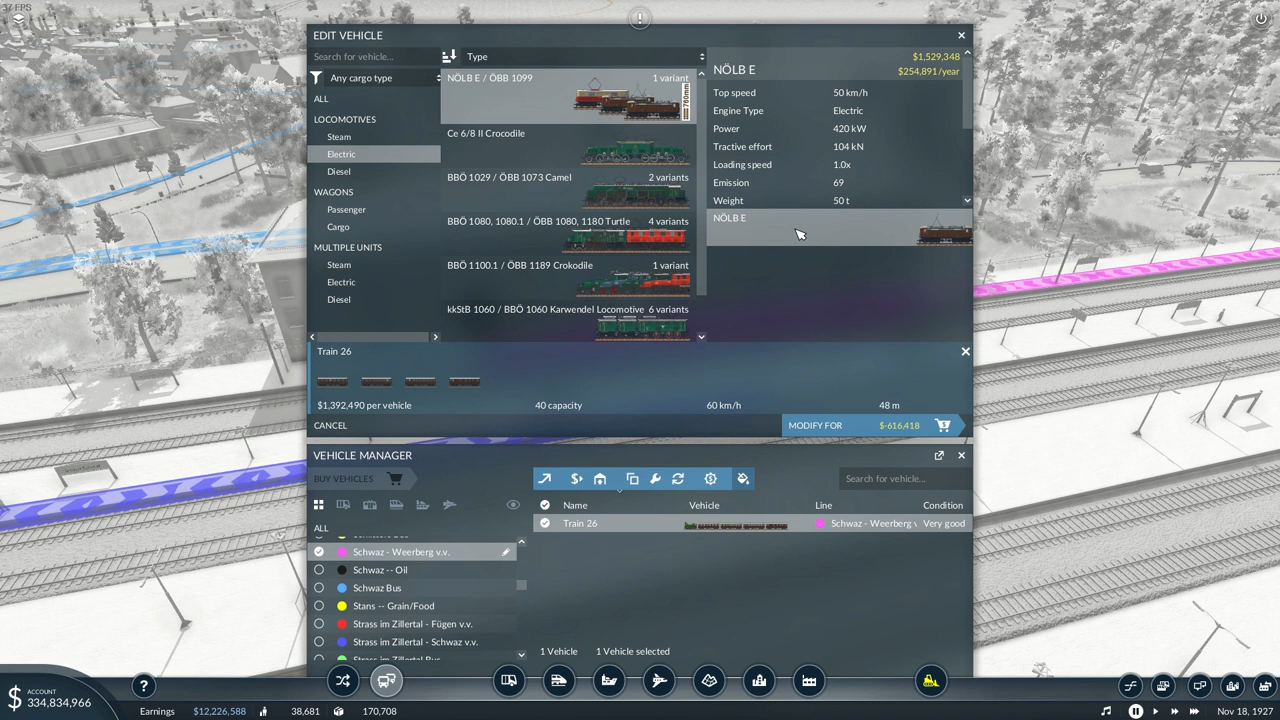 37 FPS
EDIT VEHICLE
Search for vehicle...
Type
Any cargo type
ALL
LOCOMOTIVES
Steam
Electric
Diesel
WAGONS
Passenger
Cargo
MULTIPLE UNITS
Steam
Electric
Diesel
NÖLB E / ÖBB 1099 1 variant
760mm
Ce 6/8 II Crocodile
BBÖ 1029 / ÖBB 1073 Camel 2 variants
BBÖ 1080, 1080.1 / ÖBB 1080, 1180 Turtle 4 variants
BBÖ 1100.1 / ÖBB 1189 Krokodile 1 variant
kkStB 1060 / BBÖ 1060 Karwendel Locomotive 6 variants
$1,529,348
NÖLB E $254,891/year
Top speed 50 km/h
Engine Type Electric
Power 420 kW
Tractive effort 104 kN
Loading speed 1.0x
Emission 69
Weight 50 t
NÖLB E
Train 26
$1,392,490 per vehicle 40 capacity 60 km/h 48 m
CANCEL MODIFY FOR $-616,418
VEHICLE MANAGER
BUY VEHICLES
Search for vehicle...
ALL
Schwaz - Weerberg v.v.
Schwaz -- Oil
Schwaz Bus
Stans -- Grain/Food
Strass im Zillertal - Fügen v.v.
Strass im Zillertal - Schwaz v.v.
Strass im Zillertal Bus
Name Vehicle Line Condition
Train 26 Schwaz - Weerberg v Very good
1 Vehicle 1 Vehicle selected
$ ACCOUNT
334,834,966
?
Earnings $12,226,588 38,681 170,708
Nov 18, 1927